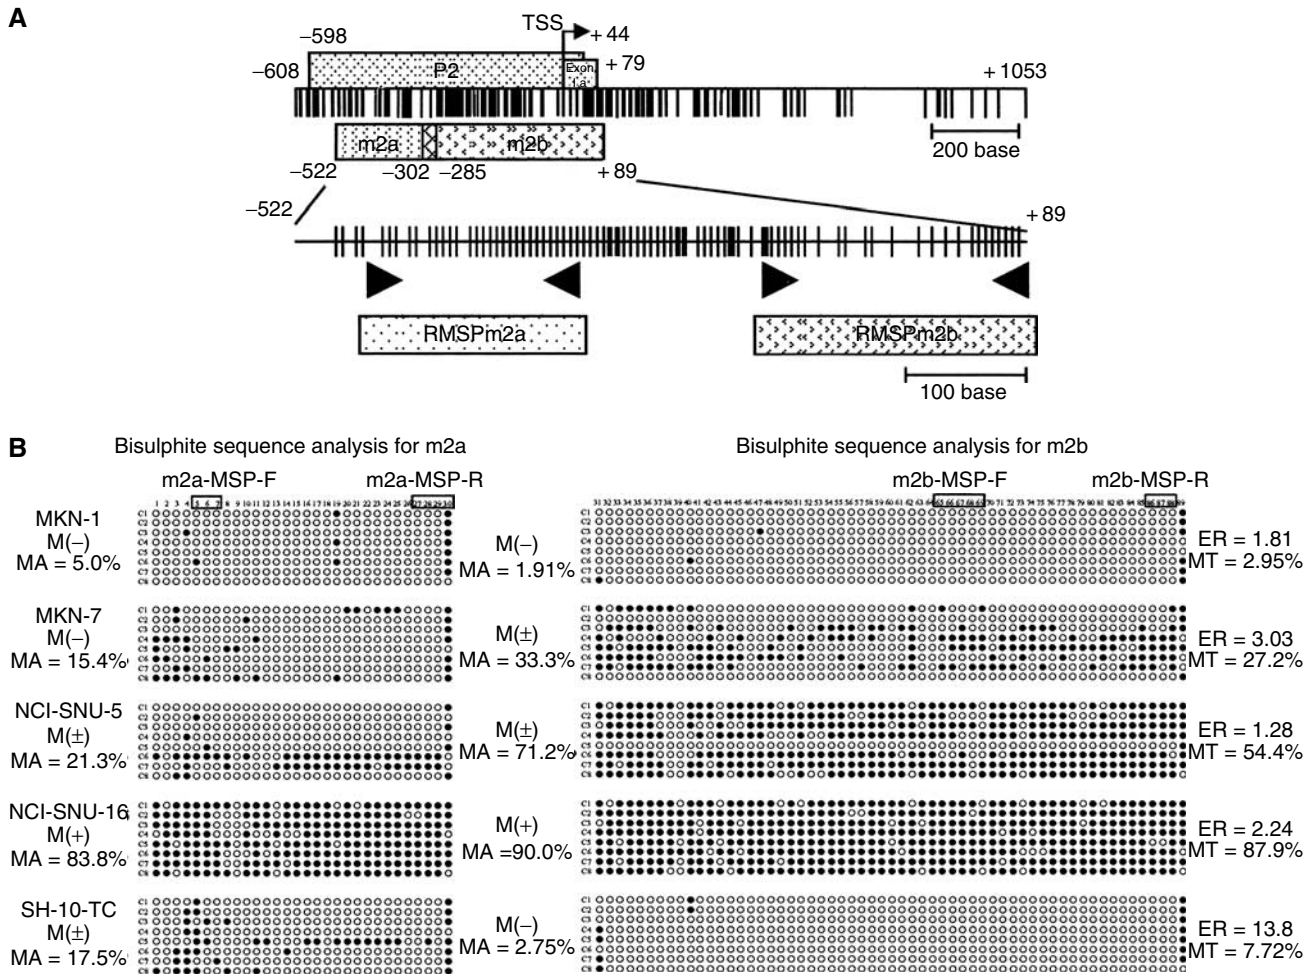 A
TSS
−598
+ 44
P2
Exon
1a
+ 79
−608
+ 1053
m2a
m2b
200 base
−522
−302
−285
+ 89
−522
+ 89
RMSPm2a
RMSPm2b
100 base
B
Bisulphite sequence analysis for m2a
Bisulphite sequence analysis for m2b
m2a-MSP-F
m2a-MSP-R
m2b-MSP-F
m2b-MSP-R
MKN-1
M(−)
MA = 5.0%
M(−)
MA = 1.91%
ER = 1.81
MT = 2.95%
MKN-7
M(−)
MA = 15.4%
M(±)
MA = 33.3%
ER = 3.03
MT = 27.2%
NCI-SNU-5
M(±)
MA = 21.3%
M(±)
MA = 71.2%
ER = 1.28
MT = 54.4%
NCI-SNU-16
M(+)
MA = 83.8%
M(+)
MA =90.0%
ER = 2.24
MT = 87.9%
SH-10-TC
M(±)
MA = 17.5%
M(−)
MA = 2.75%
ER = 13.8
MT = 7.72%